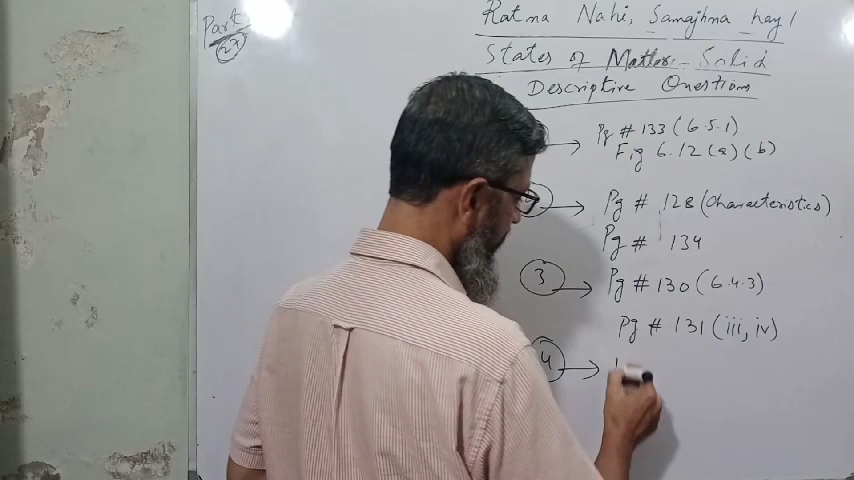 Part
27
Ratna Nahi, Samajhna hay!
States of Matter - Solid
Descriptive Questions
Pg # 133 (6.5.1)
Fig 6.12 (a) (b)
Pg # 128 (Characteristics)
Pg # 134
3 → Pg # 130 (6.4.3)
Pg # 131 (iii, iv)
4 →